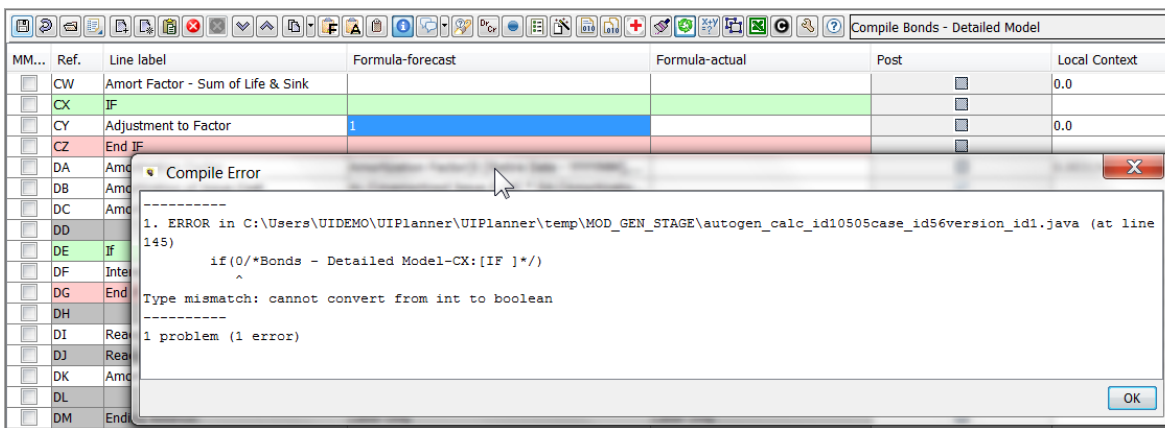 Compile Bonds - Detailed Model
MM... Ref. Line label Formula-forecast Formula-actual Post Local Context
CW Amort Factor - Sum of Life & Sink 0.0
CX IF
CY Adjustment to Factor 1 0.0
CZ End IF
DA Amo
DB Amo
DC Amo
DD
DE If
DF Inte
DG End
DH
DI Rea
DJ Rea
DK Amo
DL
DM Endi
Compile Error
----------
1. ERROR in C:\Users\UIDEMO\UIPlanner\UIPlanner\temp\MOD_GEN_STAGE\autogen_calc_id10505case_id56version_id1.java (at line
145)
if(0/*Bonds - Detailed Model-CX:[IF ]*/)
^
Type mismatch: cannot convert from int to boolean
----------
1 problem (1 error)
OK